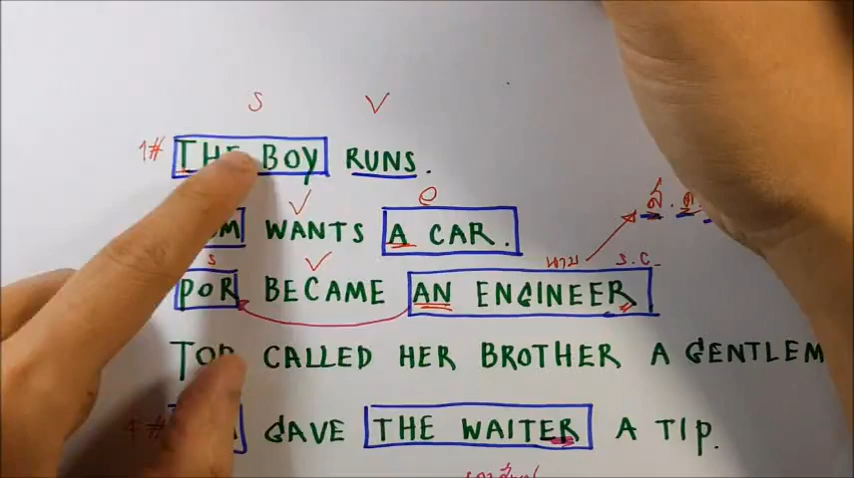 S V
1# THE BOY RUNS.
V O
M WANTS A CAR.
S V นาม S.C.
POR BECAME AN ENGINEER
TOP CALLED HER BROTHER A GENTLEM
4# GAVE THE WAITER A TIP.